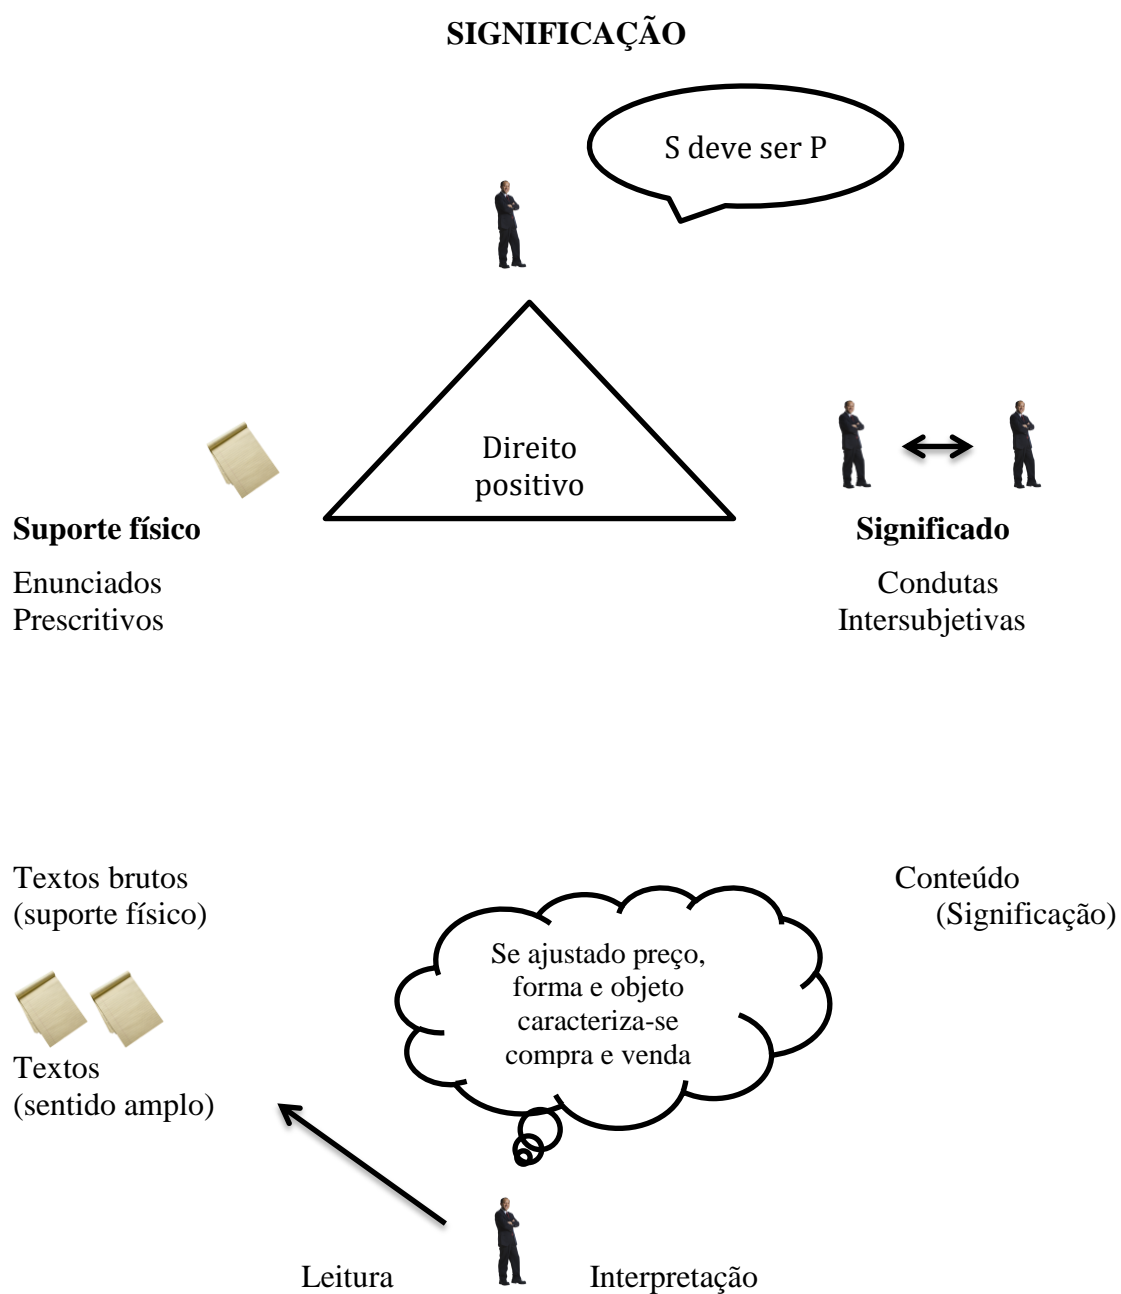 SIGNIFICAÇÃO
S deve ser P
Direito
positivo
Suporte físico
Significado
Enunciados
Prescritivos
Condutas
Intersubjetivas
Textos brutos
(suporte físico)
Conteúdo
(Significação)
Se ajustado preço,
forma e objeto
caracteriza-se
compra e venda
Textos
(sentido amplo)
Leitura
Interpretação